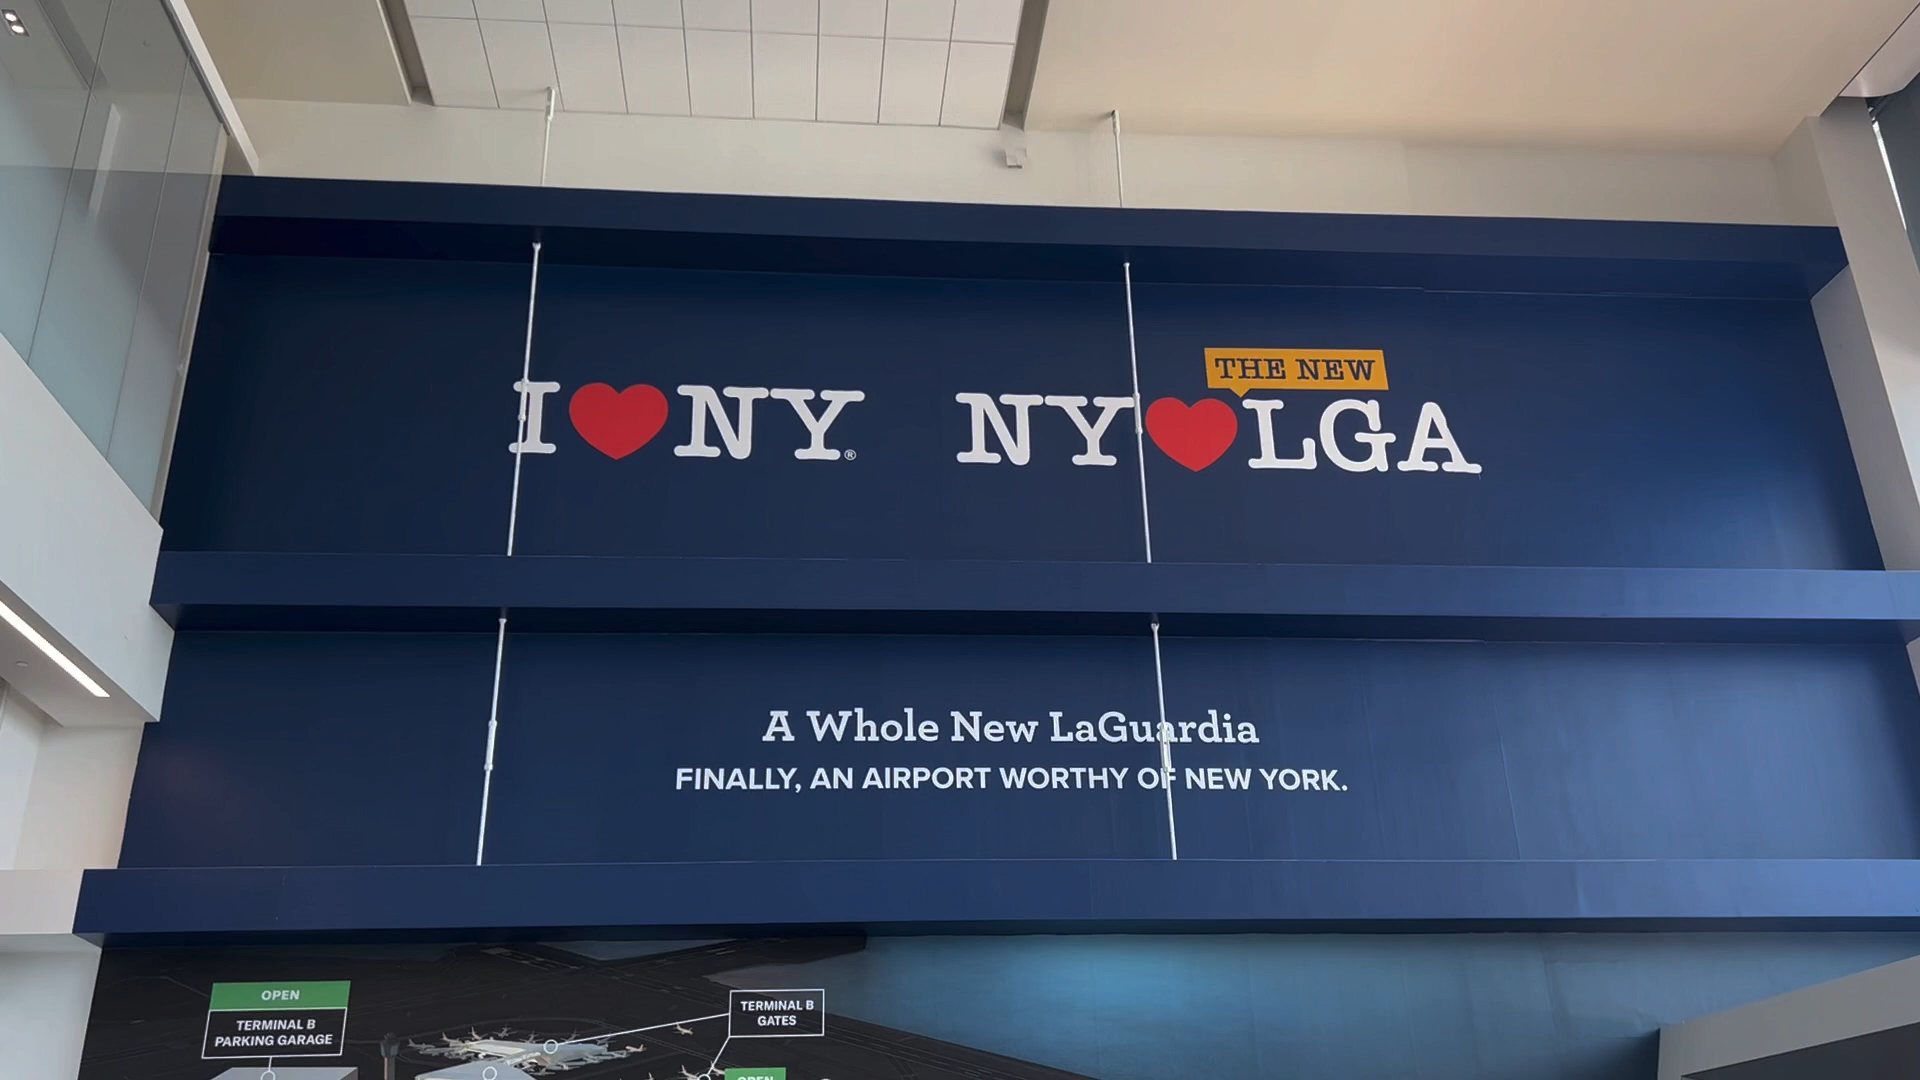 THE NEW
I ❤ NY® NY ❤ LGA
A Whole New LaGuardia
FINALLY, AN AIRPORT WORTHY OF NEW YORK.
OPEN
TERMINAL B
PARKING GARAGE
TERMINAL B
GATES
OPEN